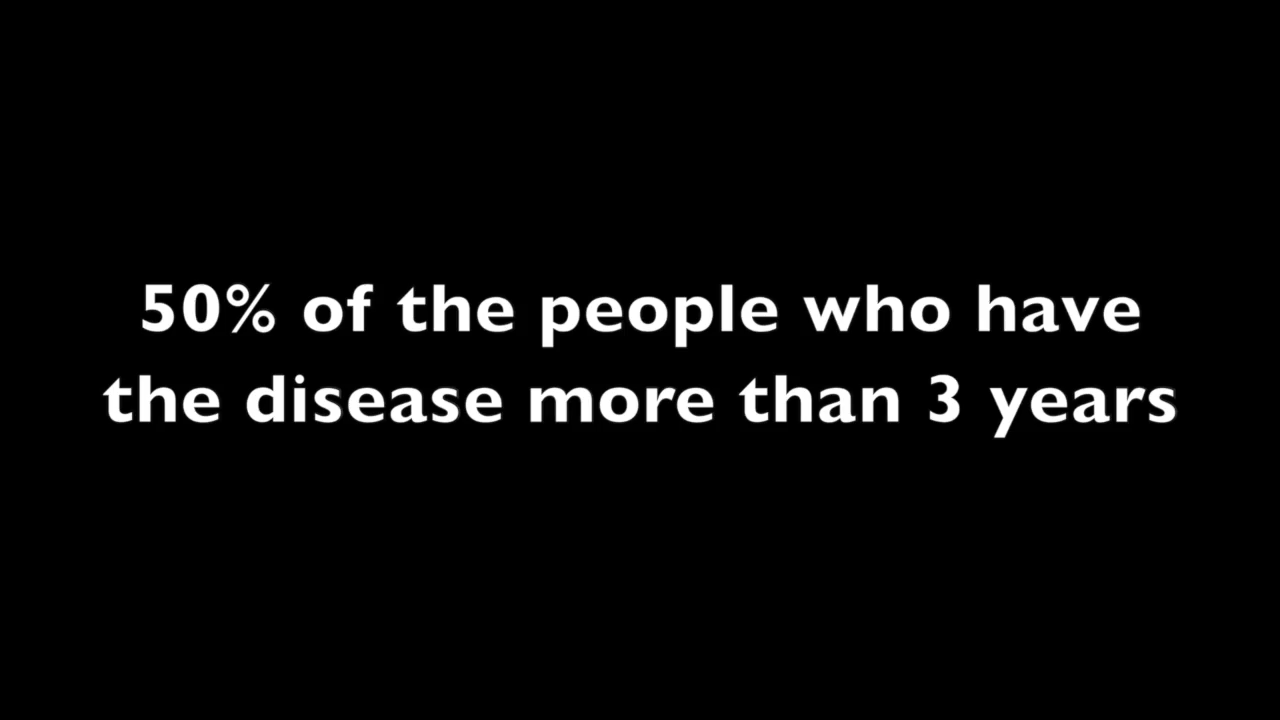 50% of the people who have
the disease more than 3 years